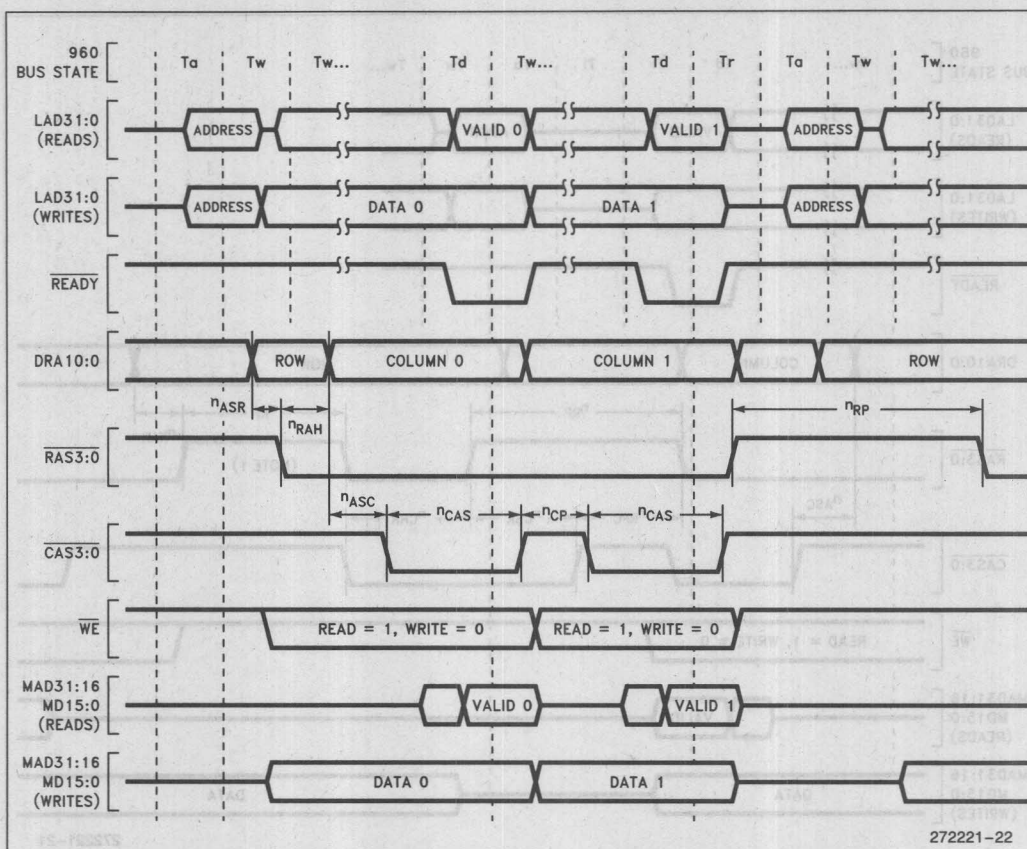 960
BUS STATE
Ta Tw Tw... Td Tw... Td Tr Ta Tw Tw...
LAD31:0
(READS)
ADDRESS VALID 0 VALID 1 ADDRESS
LAD31:0
(WRITES)
ADDRESS DATA 0 DATA 1 ADDRESS
READY
DRA10:0 ROW COLUMN 0 COLUMN 1 ROW
nASR nRAH nRP
RAS3:0
nASC nCAS nCP nCAS
CAS3:0
WE READ = 1, WRITE = 0 READ = 1, WRITE = 0
MAD31:16
MD15:0
(READS)
VALID 0 VALID 1
MAD31:16
MD15:0
(WRITES)
DATA 0 DATA 1
272221-22